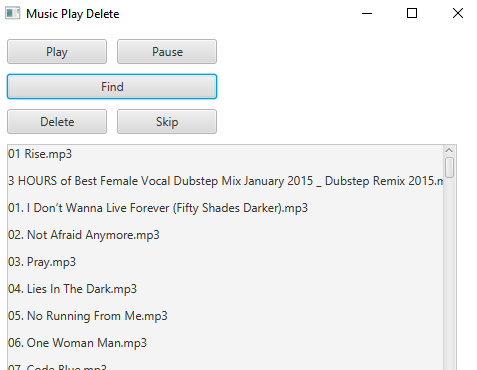 Music Play Delete
Play Pause
Find
Delete Skip
01 Rise.mp3
3 HOURS of Best Female Vocal Dubstep Mix January 2015 _ Dubstep Remix 2015.m
01. I Don't Wanna Live Forever (Fifty Shades Darker).mp3
02. Not Afraid Anymore.mp3
03. Pray.mp3
04. Lies In The Dark.mp3
05. No Running From Me.mp3
06. One Woman Man.mp3
07. Code Blue.mp3